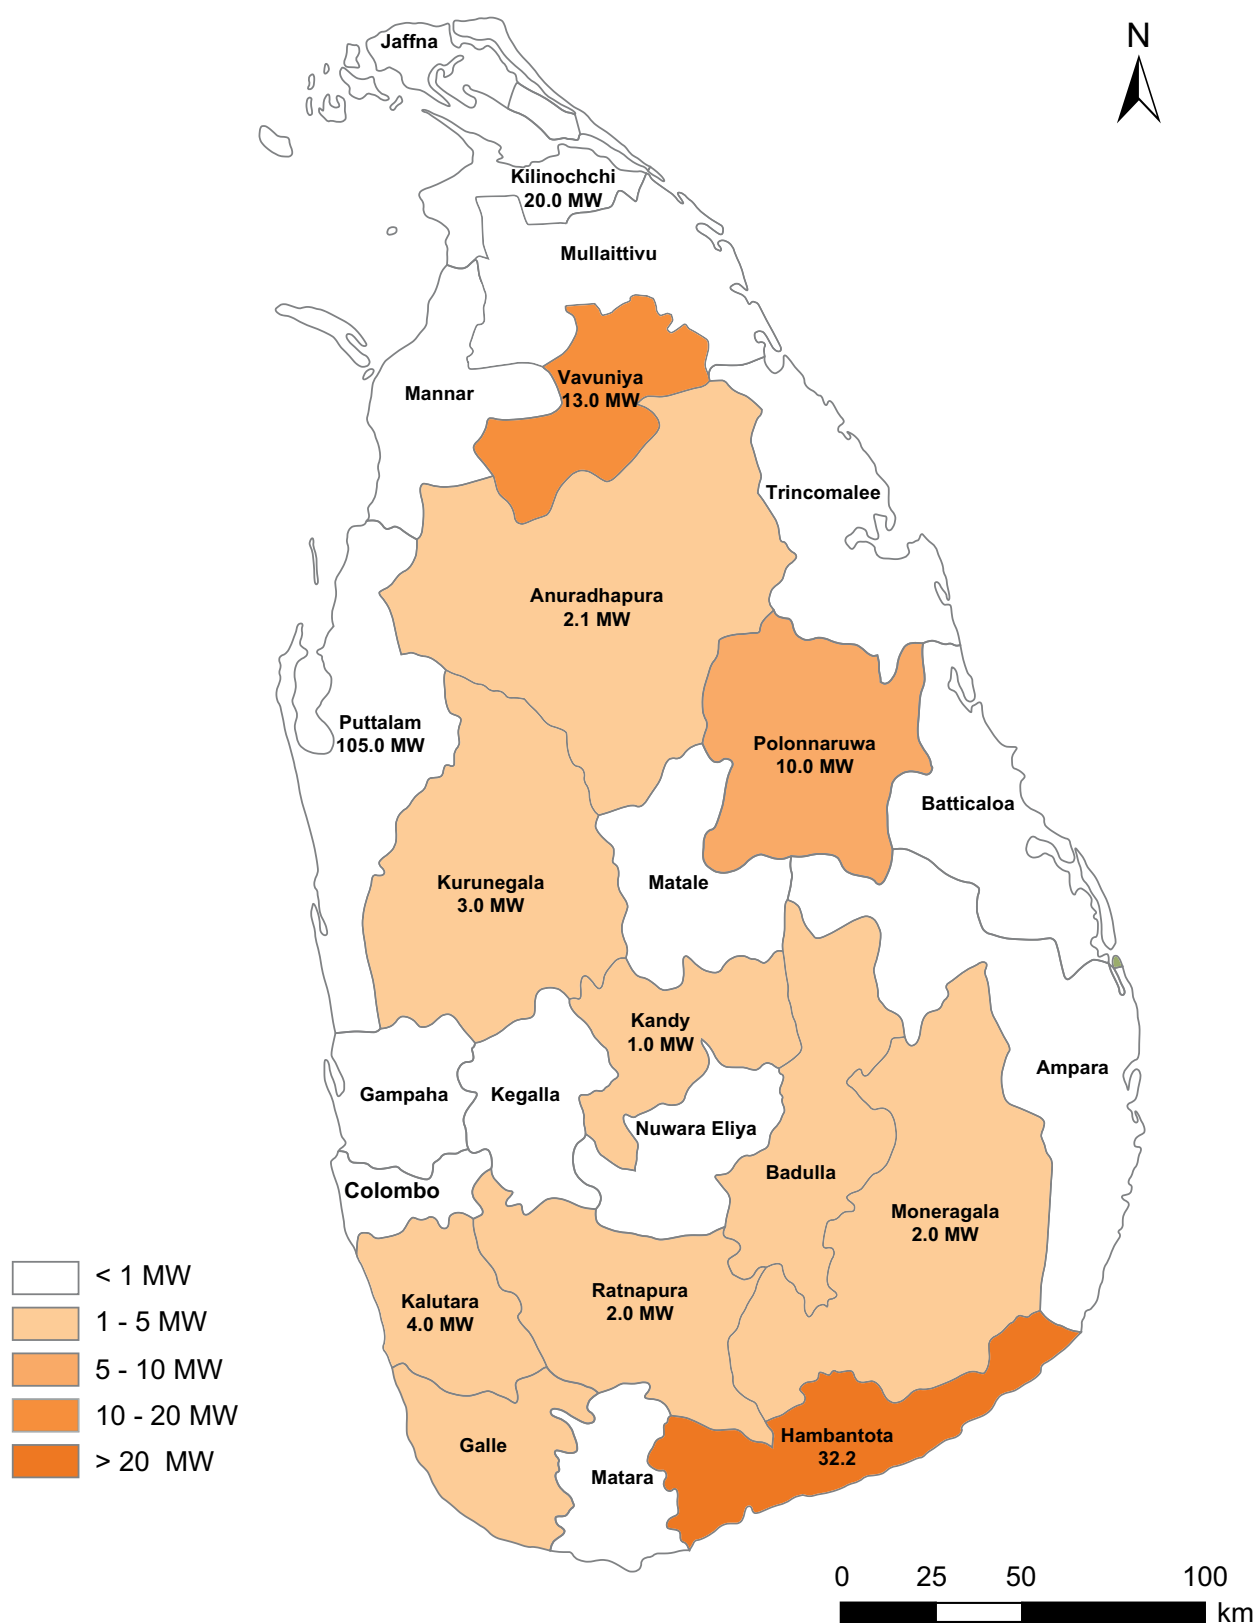 Jaffna
N
Kilinochchi
20.0 MW
Mullaittivu
Vavuniya
13.0 MW
Mannar
Trincomalee
Anuradhapura
2.1 MW
Puttalam
105.0 MW
Polonnaruwa
10.0 MW
Batticaloa
Kurunegala
3.0 MW
Matale
Kandy
1.0 MW
Ampara
Gampaha
Kegalla
Nuwara Eliya
Badulla
Colombo
Moneragala
2.0 MW
Ratnapura
2.0 MW
Kalutara
4.0 MW
Galle
Matara
Hambantota
32.2
< 1 MW
1 - 5 MW
5 - 10 MW
10 - 20 MW
> 20 MW
0 25 50 100
km